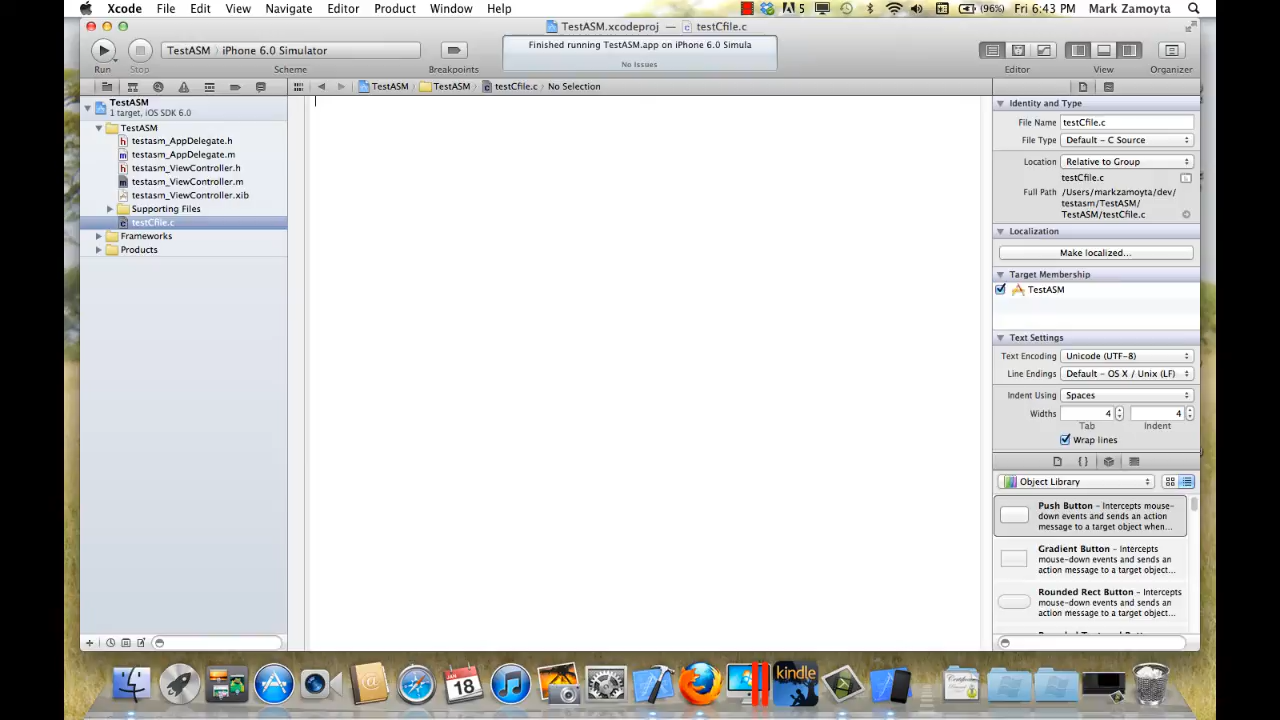 Xcode File Edit View Navigate Editor Product Window Help 5 (96%) Fri 6:43 PM Mark Zamoyta
TestASM.xcodeproj — testCfile.c
TestASM iPhone 6.0 Simulator
Finished running TestASM.app on iPhone 6.0 Simula
No Issues
Run Stop Scheme Breakpoints Editor View Organizer
TestASM
1 target, iOS SDK 6.0
TestASM
testasm_AppDelegate.h
testasm_AppDelegate.m
testasm_ViewController.h
testasm_ViewController.m
testasm_ViewController.xib
Supporting Files
testCfile.c
Frameworks
Products
TestASM TestASM testCfile.c No Selection
Identity and Type
File Name testCfile.c
File Type Default - C Source
Location Relative to Group
testCfile.c
Full Path /Users/markzamoyta/dev/
testasm/TestASM/
TestASM/testCfile.c
Localization
Make localized...
Target Membership
TestASM
Text Settings
Text Encoding Unicode (UTF-8)
Line Endings Default - OS X / Unix (LF)
Indent Using Spaces
Widths 4 4
Tab Indent
Wrap lines
{ }
Object Library
Push Button - Intercepts mouse-
down events and sends an action
message to a target object when...
Gradient Button - Intercepts
mouse-down events and sends an
action message to a target object...
Rounded Rect Button - Intercepts
mouse-down events and sends an
action message to a target object...
JAN
18
kindle